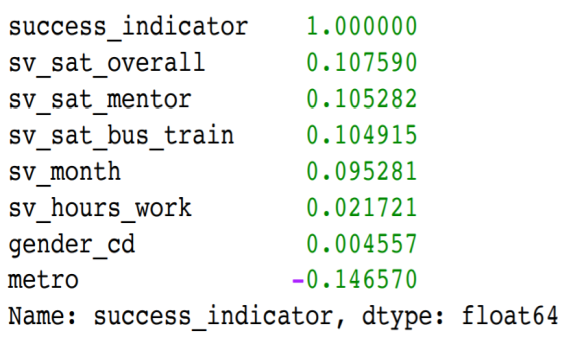 success_indicator 1.000000
sv_sat_overall 0.107590
sv_sat_mentor 0.105282
sv_sat_bus_train 0.104915
sv_month 0.095281
sv_hours_work 0.021721
gender_cd 0.004557
metro -0.146570
Name: success_indicator, dtype: float64